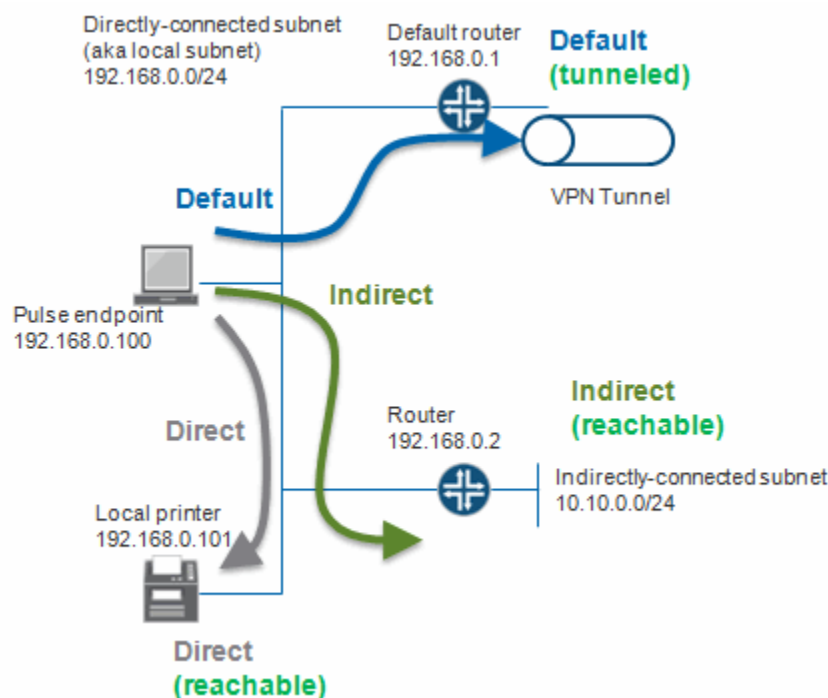 Directly-connected subnet
(aka local subnet)
192.168.0.0/24
Default router
192.168.0.1
Default
(tunneled)
VPN Tunnel
Default
Indirect
Pulse endpoint
192.168.0.100
Direct
Router
192.168.0.2
Indirect
(reachable)
Indirectly-connected subnet
10.10.0.0/24
Local printer
192.168.0.101
Direct
(reachable)